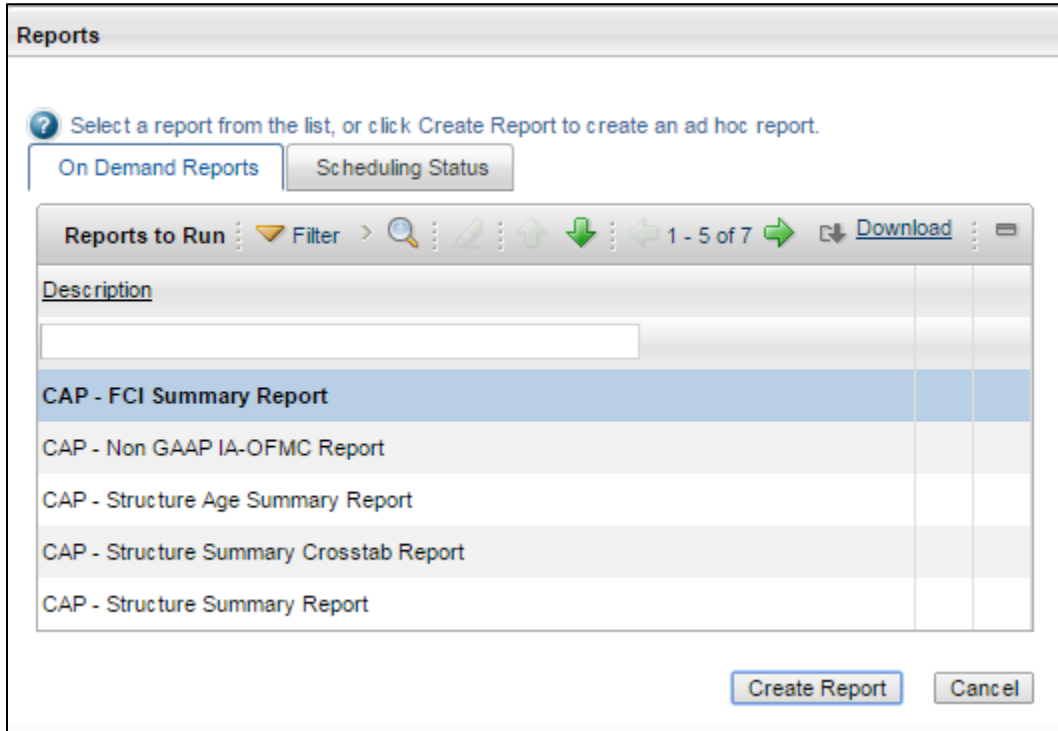 Reports
Select a report from the list, or click Create Report to create an ad hoc report.
On Demand Reports Scheduling Status
Reports to Run Filter 1 - 5 of 7 Download
Description
CAP - FCI Summary Report
CAP - Non GAAP IA-OFMC Report
CAP - Structure Age Summary Report
CAP - Structure Summary Crosstab Report
CAP - Structure Summary Report
Create Report Cancel